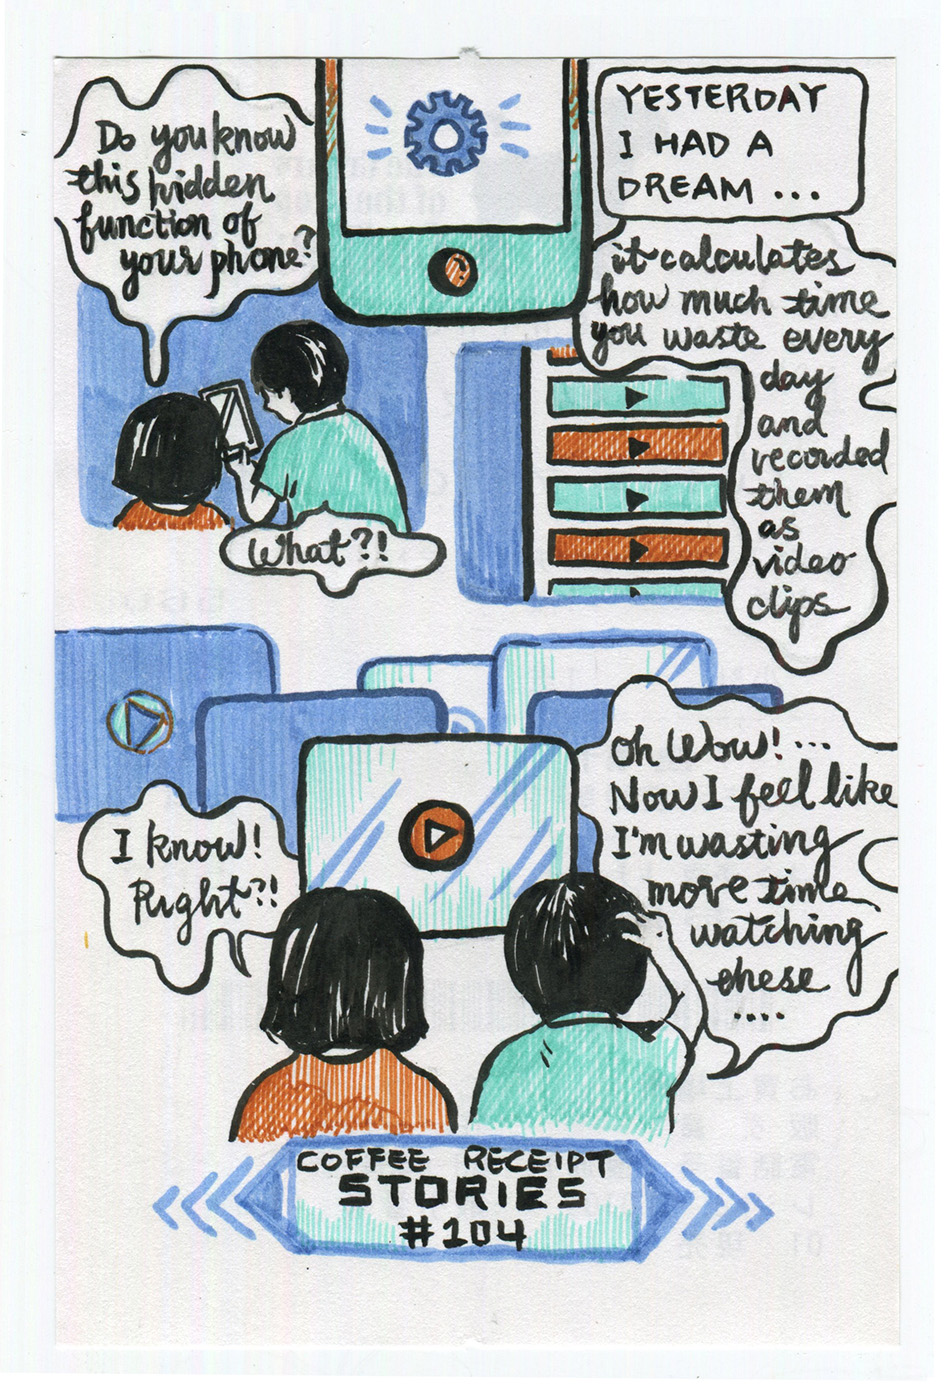 YESTERDAY
I HAD A
DREAM ...
Do you know
this hidden
function of
your phone?
What?!
it calculates
how much time
you waste every
day
and
recorded
them
as
video
clips
I know!
Right?!
Oh Wow! ...
Now I feel like
I'm wasting
more time
watching
these
....
COFFEE RECEIPT
STORIES
#104